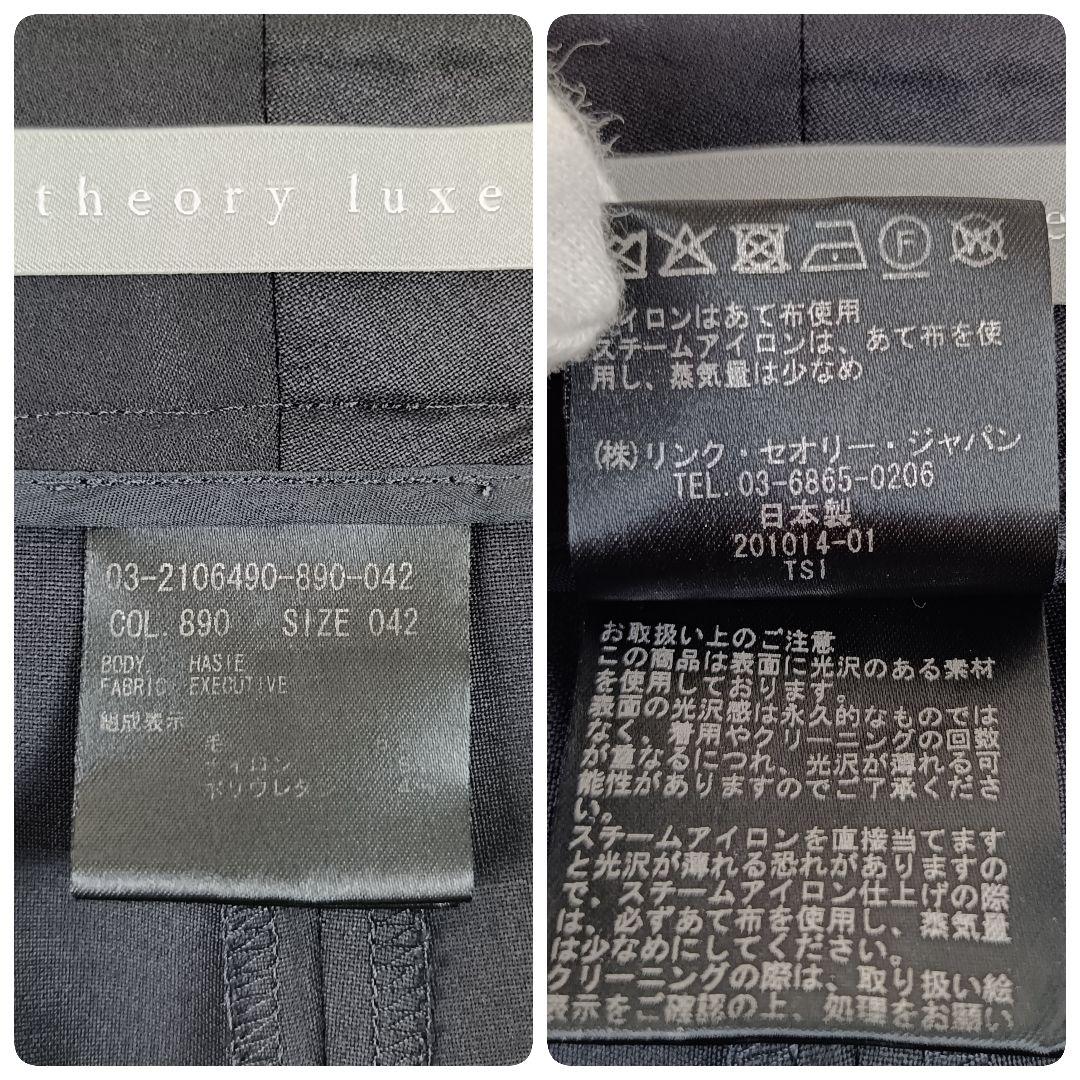 theory luxe
03-2106490-890-042
COL. 890 SIZE 042
BODY. HASIE
FABRIC EXECUTIVE
組成表示
毛
F
W
アイロンはあて布使用
スチームアイロンは、あて布を使
用し、蒸気量は少なめ
(株)リンク・セオリー・ジャパン
TEL.03-6865-0206
日本製
201014-01
TSI
お取扱い上のご注意
この商品は表面に光沢のある素材
を使用しております。
表面の光沢感は永久的なものでは
なく、着用やクリーニングの回数
が重なるにつれ、光沢が薄れる可
能性がありますのでご了承くださ
い。
スチームアイロンを直接当てます
と光沢が薄れる恐れがありますの
で、スチームアイロン仕上げの際
は、必ずあて布を使用し、蒸気量
は少なめにしてください。
クリーニングの際は、取り扱い絵
表示をご確認の上、処理をお願い